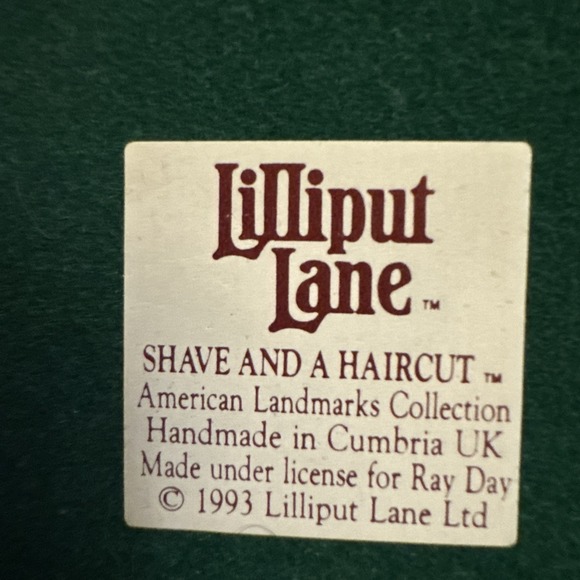 Lilliput
Lane™
SHAVE AND A HAIRCUT™
American Landmarks Collection
Handmade in Cumbria UK
Made under license for Ray Day
© 1993 Lilliput Lane Ltd